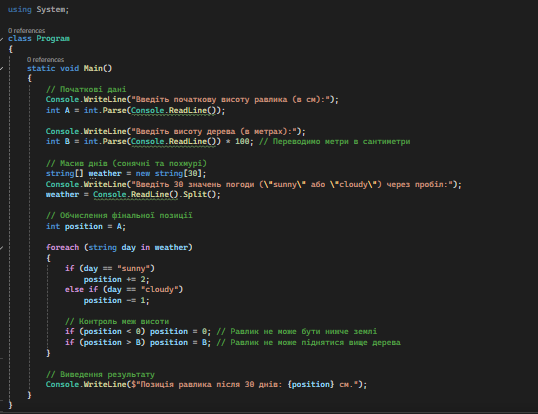 using System;
0 references
class Program
{
0 references
static void Main()
{
// Початкові дані
Console.WriteLine("Введіть початкову висоту равлика (в см):");
int A = int.Parse(Console.ReadLine());
Console.WriteLine("Введіть висоту дерева (в метрах):");
int B = int.Parse(Console.ReadLine()) * 100; // Переводимо метри в сантиметри
// Масив днів (сонячні та похмурі)
string[] weather = new string[30];
Console.WriteLine("Введіть 30 значень погоди (\"sunny\" або \"cloudy\") через пробіл:");
weather = Console.ReadLine().Split();
// Обчислення фінальної позиції
int position = A;
foreach (string day in weather)
{
if (day == "sunny")
position += 2;
else if (day == "cloudy")
position -= 1;
// Контроль меж висоти
if (position < 0) position = 0; // Равлик не може бути нижче землі
if (position > B) position = B; // Равлик не може піднятися вище дерева
}
// Виведення результату
Console.WriteLine($"Позиція равлика після 30 днів: {position} см.");
}
}